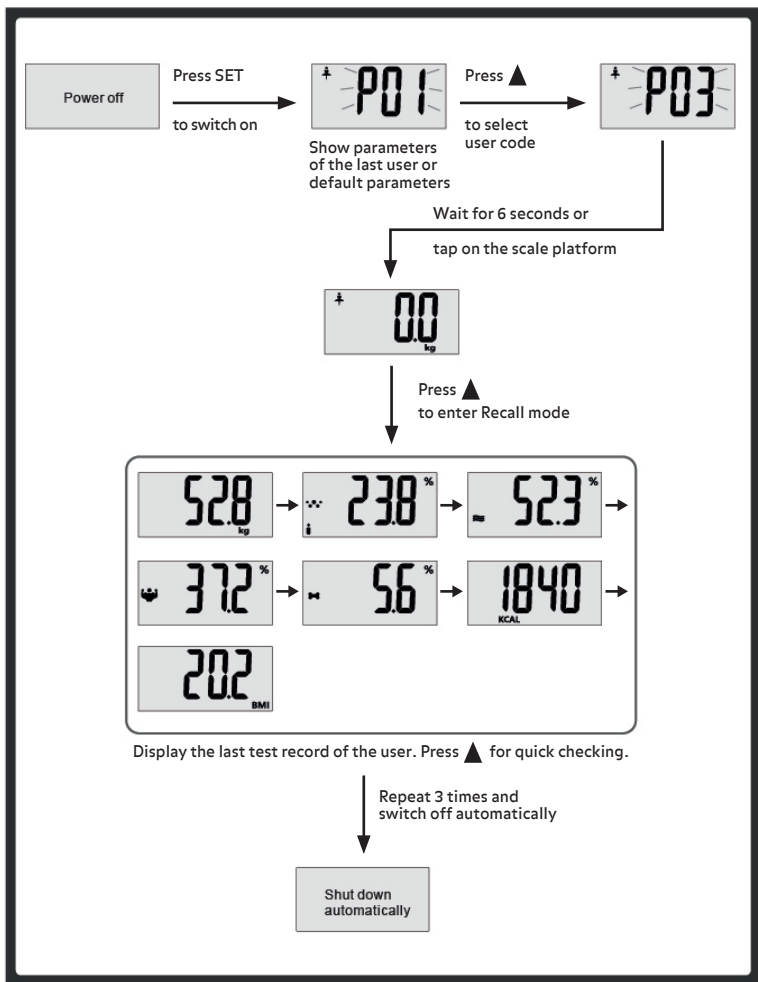 Power off
Press SET
to switch on
P01
Press ▲
to select
user code
P03
Show parameters
of the last user or
default parameters
Wait for 6 seconds or
tap on the scale platform
0.0
kg
Press ▲
to enter Recall mode
52.8
kg
23.8 %
52.3 %
37.2 %
5.6 %
1840
KCAL
20.2
BMI
Display the last test record of the user. Press ▲ for quick checking.
Repeat 3 times and
switch off automatically
Shut down
automatically